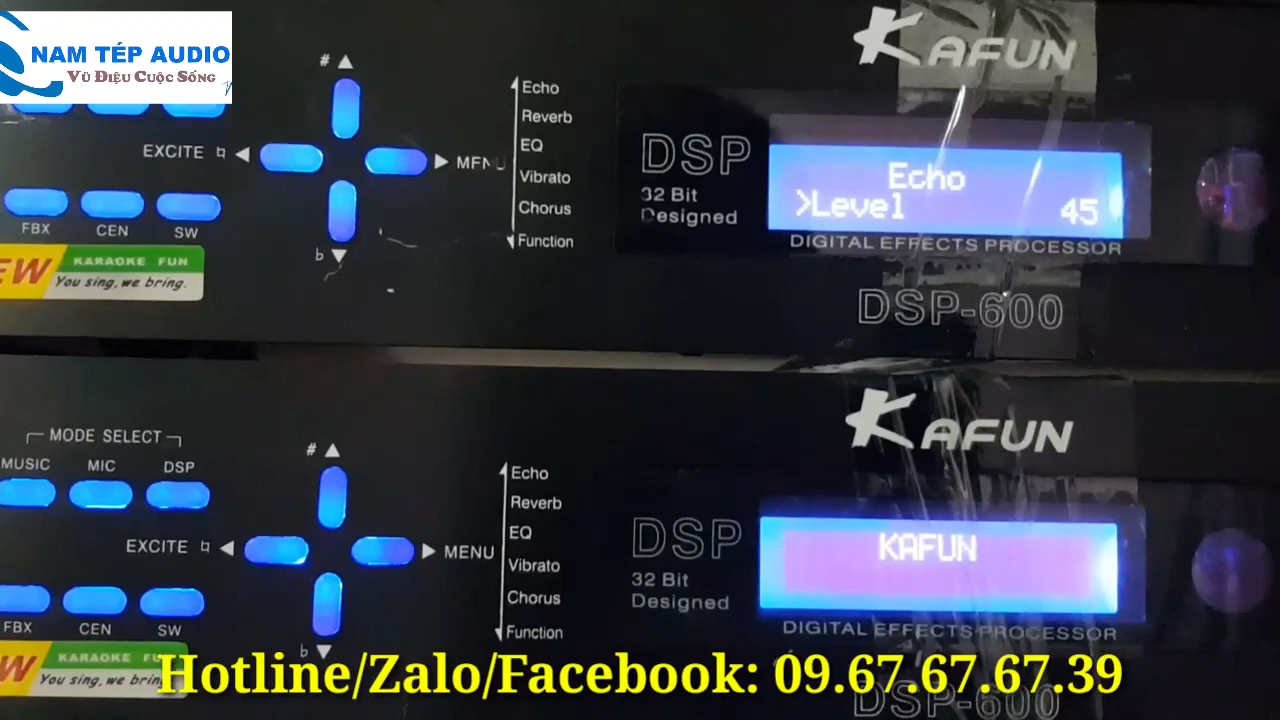 NAM TÉP AUDIO
Vũ Điệu Cuộc Sống
KAFUN
#
Echo
Reverb
EQ
Vibrato
Chorus
Function
EXCITE
MENU
FBX CEN SW
♭
DSP
32 Bit
Designed
Echo
>Level 45
DIGITAL EFFECTS PROCESSOR
DSP-600
KARAOKE FUN
You sing, we bring.
KAFUN
MODE SELECT
MUSIC MIC DSP
#
Echo
Reverb
EQ
Vibrato
Chorus
Function
EXCITE
MENU
FBX CEN SW
♭
DSP
32 Bit
Designed
KAFUN
DIGITAL EFFECTS PROCESSOR
DSP-600
KARAOKE
You sing, we bring
Hotline/Zalo/Facebook: 09.67.67.67.39